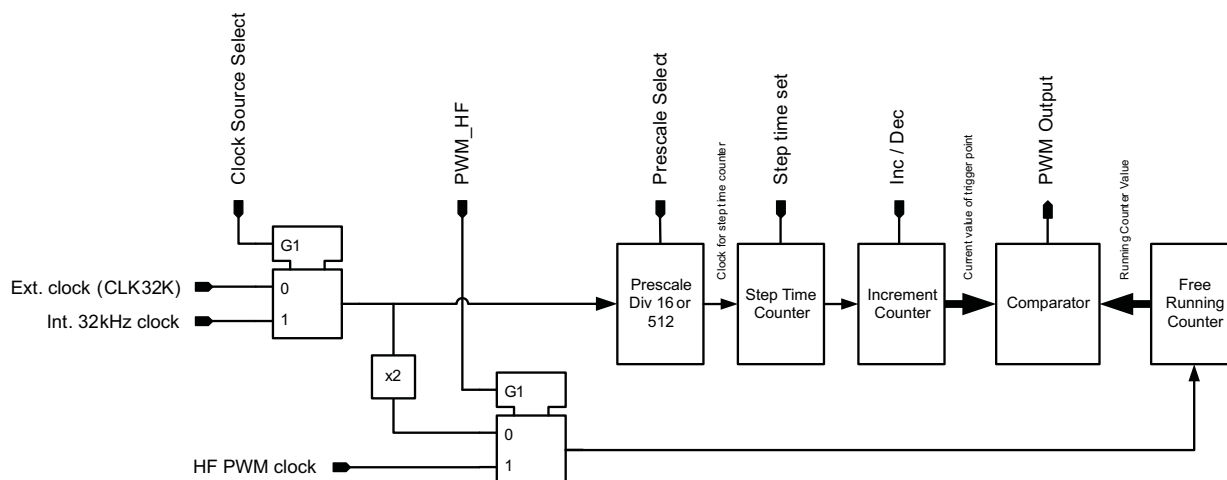 Clock Source Select
PWM_HF
Prescale Select
Clock for step time counter
Step time set
Inc / Dec
Current value of trigger point
PWM Output
Running Counter Value
G1
Ext. clock (CLK32K)
0
Int. 32kHz clock
1
Prescale
Div 16 or
512
Step Time
Counter
Increment
Counter
Comparator
Free
Running
Counter
x2
G1
0
HF PWM clock
1